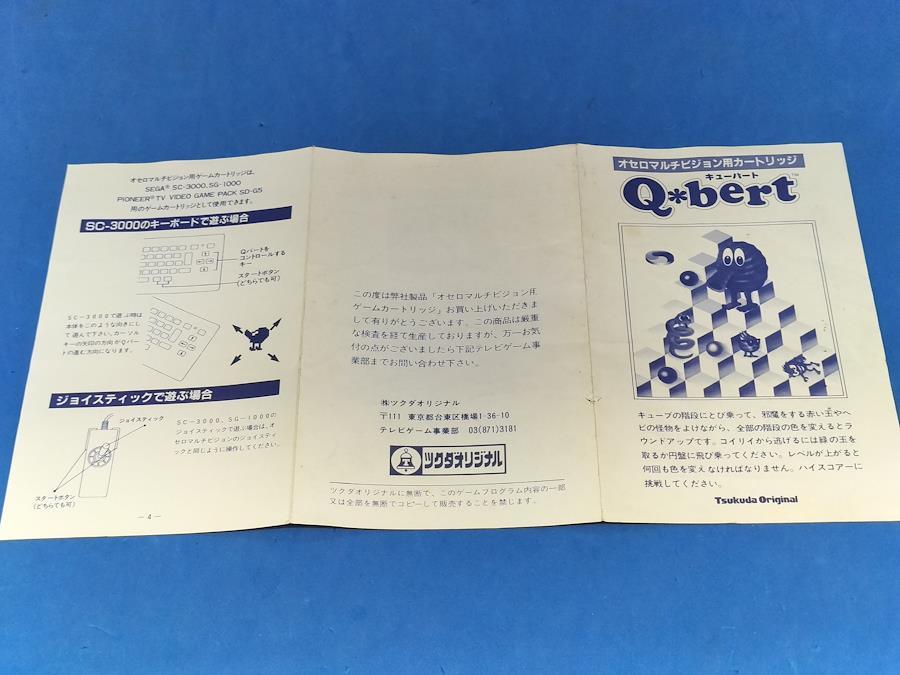 オセロマルチビジョン用ゲームカートリッジは、
SEGA® SC-3000, SG-1000
PIONEER® TV VIDEO GAME PACK SD-G5
用のゲームカートリッジとして使用できます。
SC-3000のキーボードで遊ぶ場合
Qバートを
コントロールする
キー
スタートボタン
(どちらでも可)
SC-3000で遊ぶ時は
本体をこのような向きにし
て遊んで下さい。カーソル
キーの矢印の方向がQバー
トの進む方向になります。
ジョイスティックで遊ぶ場合
ジョイスティック
SC-3000, SG-1000の
ジョイスティックで遊ぶ場合は、オ
セロマルチビジョンのジョイスティ
ックと同じように操作してください。
スタートボタン
(どちらでも可)
— 4 —
この度は弊社製品「オセロマルチビジョン用
ゲームカートリッジ」お買い上げいただきま
して有りがとうございます。この商品は厳重
な検査を経て生産しておりますが、万一お気
付の点がございましたら下記テレビゲーム事
業部までお問い合わせ下さい。
㈱ツクダオリジナル
〒111 東京都台東区橋場1-36-10
テレビゲーム事業部 03(871)3181
ツクダオリジナル
ツクダオリジナルに無断で、このゲームプログラム内容の一部
又は全部を無断でコピーして販売することを禁じます。
オセロマルチビジョン用カートリッジ
キューバート
Q*bert™
キューブの階段にとび乗って、邪魔をする赤い玉やヘ
ビの怪物をよけながら、全部の階段の色を変えるとラ
ウンドアップです。コイリイから逃げるには緑の玉を
取るか円盤に飛び乗ってください。レベルが上がると
何回も色を変えなければなりません。ハイスコアーに
挑戦してください。
Tsukuda Original